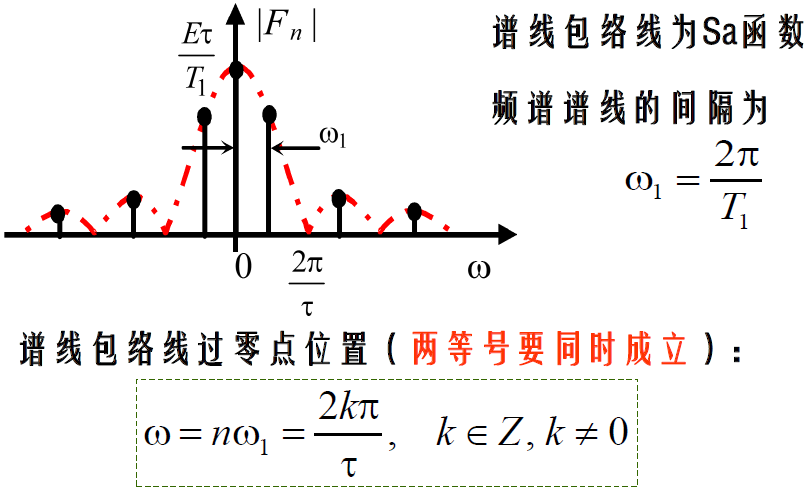 |Fₙ|
Eτ/T₁
ω₁
0
2π/τ
ω
谱线包络线为Sa函数
频谱谱线的间隔为
ω₁ = 2π/T₁
谱线包络线过零点位置（两等号要同时成立）：
ω = nω₁ = 2kπ/τ, k ∈ Z, k ≠ 0